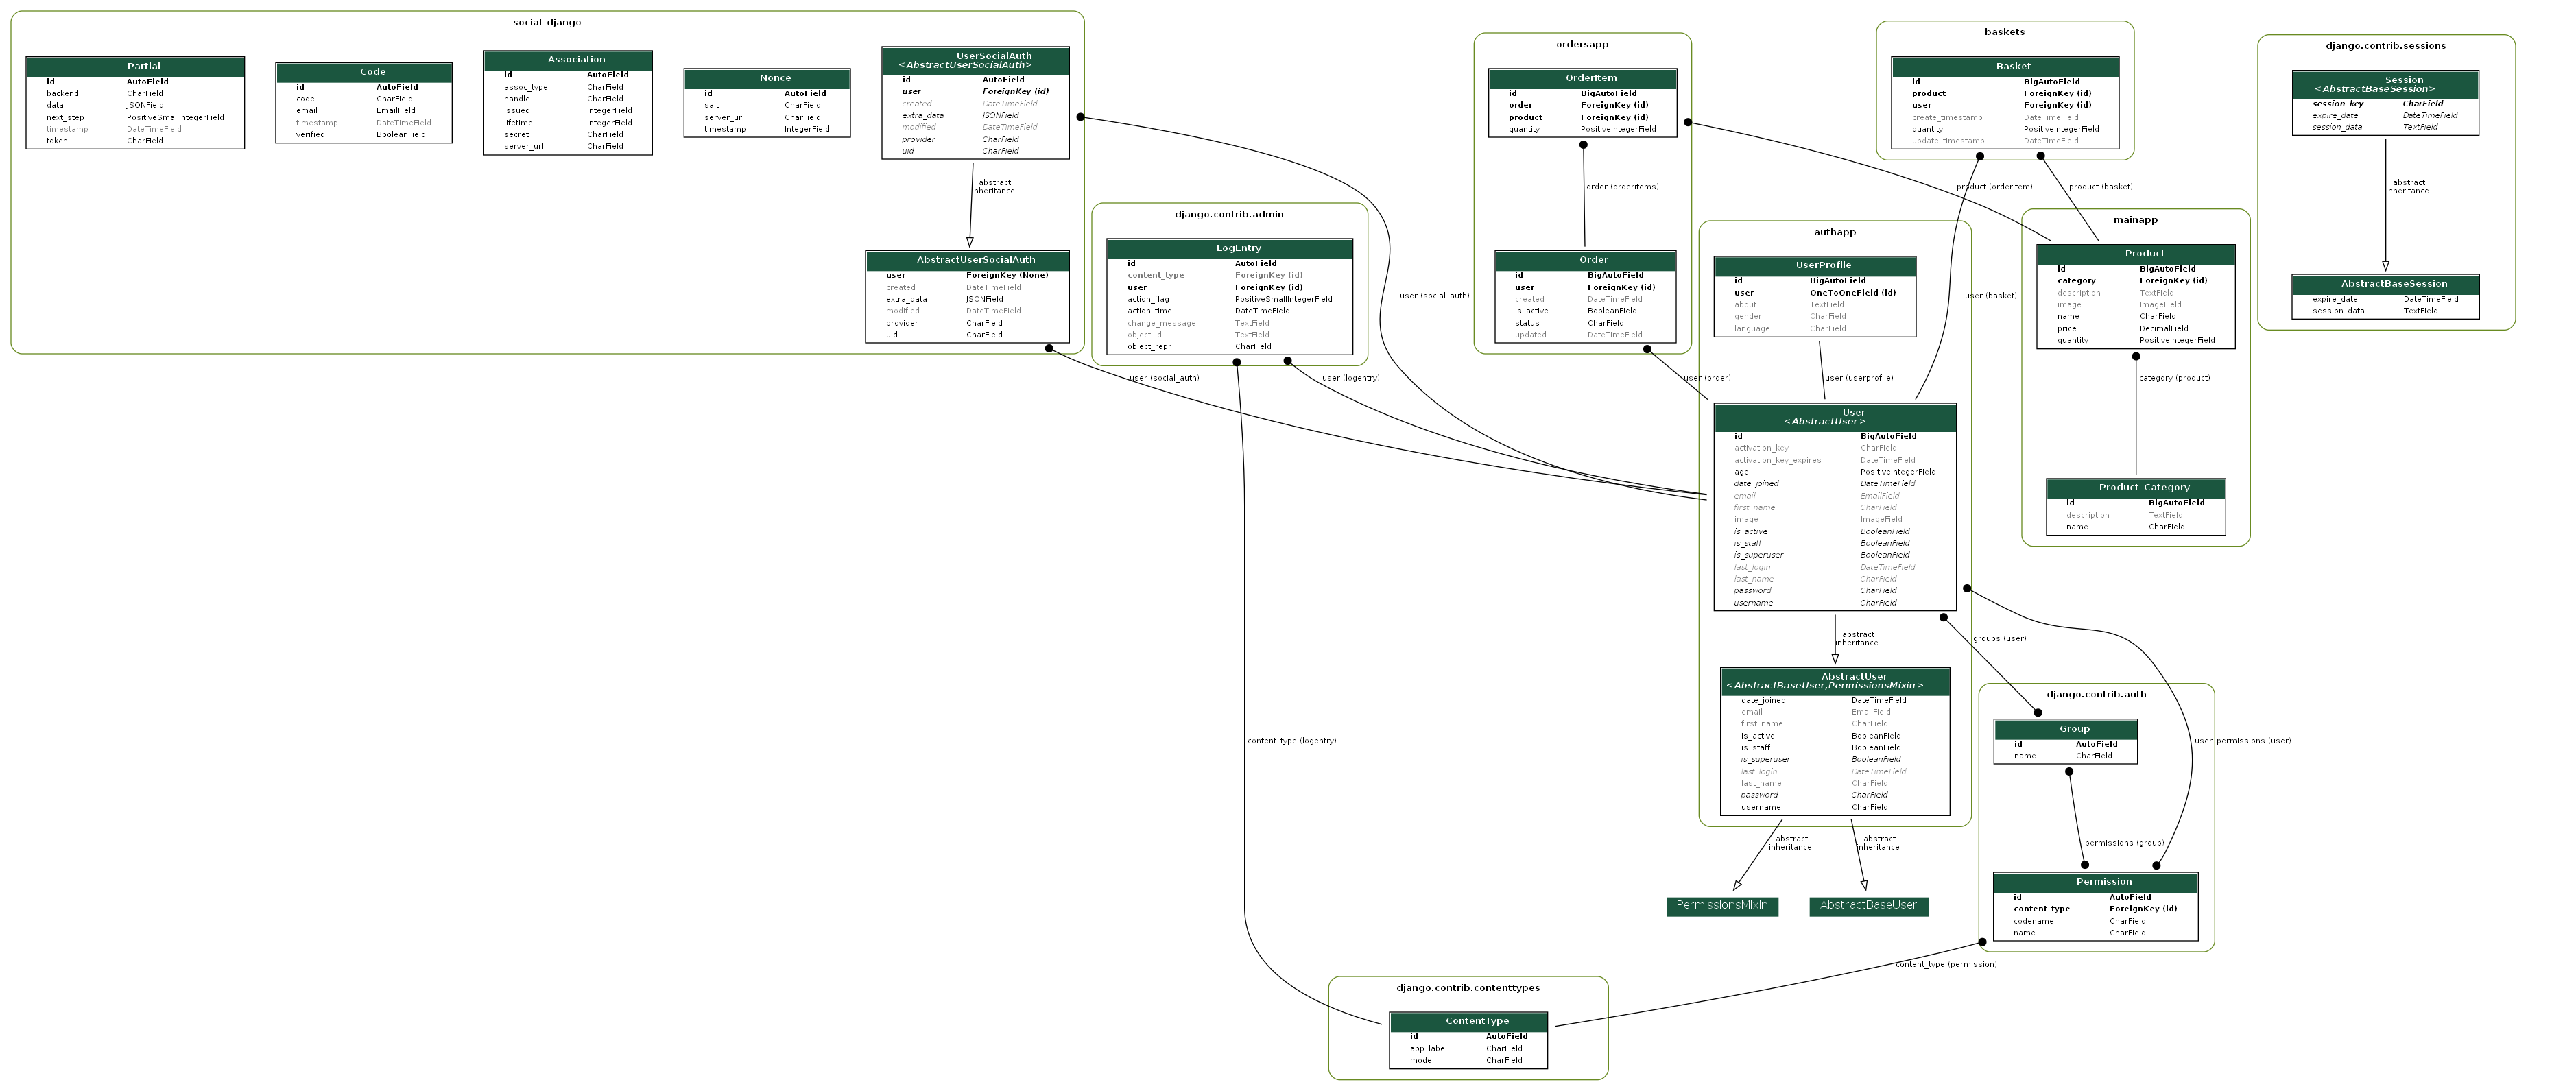 social_django
Partial
id AutoField
backend CharField
data JSONField
next_step PositiveSmallIntegerField
timestamp DateTimeField
token CharField
Code
id AutoField
code CharField
email EmailField
timestamp DateTimeField
verified BooleanField
Association
id AutoField
assoc_type CharField
handle CharField
issued IntegerField
lifetime IntegerField
secret CharField
server_url CharField
Nonce
id AutoField
salt CharField
server_url CharField
timestamp IntegerField
UserSocialAuth
<AbstractUserSocialAuth>
id AutoField
user ForeignKey (id)
created DateTimeField
extra_data JSONField
modified DateTimeField
provider CharField
uid CharField
abstract
inheritance
AbstractUserSocialAuth
user ForeignKey (None)
created DateTimeField
extra_data JSONField
modified DateTimeField
provider CharField
uid CharField
user (social_auth)
user (social_auth)
django.contrib.admin
LogEntry
id AutoField
content_type ForeignKey (id)
user ForeignKey (id)
action_flag PositiveSmallIntegerField
action_time DateTimeField
change_message TextField
object_id TextField
object_repr CharField
user (logentry)
content_type (logentry)
ordersapp
OrderItem
id BigAutoField
order ForeignKey (id)
product ForeignKey (id)
quantity PositiveIntegerField
order (orderitems)
Order
id BigAutoField
user ForeignKey (id)
created DateTimeField
is_active BooleanField
status CharField
updated DateTimeField
user (order)
product (orderitem)
baskets
Basket
id BigAutoField
product ForeignKey (id)
user ForeignKey (id)
create_timestamp DateTimeField
quantity PositiveIntegerField
update_timestamp DateTimeField
product (basket)
user (basket)
authapp
UserProfile
id BigAutoField
user OneToOneField (id)
about TextField
gender CharField
language CharField
user (userprofile)
User
<AbstractUser>
id BigAutoField
activation_key CharField
activation_key_expires DateTimeField
age PositiveIntegerField
date_joined DateTimeField
email EmailField
first_name CharField
image ImageField
is_active BooleanField
is_staff BooleanField
is_superuser BooleanField
last_login DateTimeField
last_name CharField
password CharField
username CharField
abstract
inheritance
groups (user)
user_permissions (user)
AbstractUser
<AbstractBaseUser,PermissionsMixin>
date_joined DateTimeField
email EmailField
first_name CharField
is_active BooleanField
is_staff BooleanField
is_superuser BooleanField
last_login DateTimeField
last_name CharField
password CharField
username CharField
abstract
inheritance
abstract
inheritance
PermissionsMixin
AbstractBaseUser
mainapp
Product
id BigAutoField
category ForeignKey (id)
description TextField
image ImageField
name CharField
price DecimalField
quantity PositiveIntegerField
category (product)
Product_Category
id BigAutoField
description TextField
name CharField
django.contrib.sessions
Session
<AbstractBaseSession>
session_key CharField
expire_date DateTimeField
session_data TextField
abstract
inheritance
AbstractBaseSession
expire_date DateTimeField
session_data TextField
django.contrib.auth
Group
id AutoField
name CharField
permissions (group)
Permission
id AutoField
content_type ForeignKey (id)
codename CharField
name CharField
content_type (permission)
django.contrib.contenttypes
ContentType
id AutoField
app_label CharField
model CharField